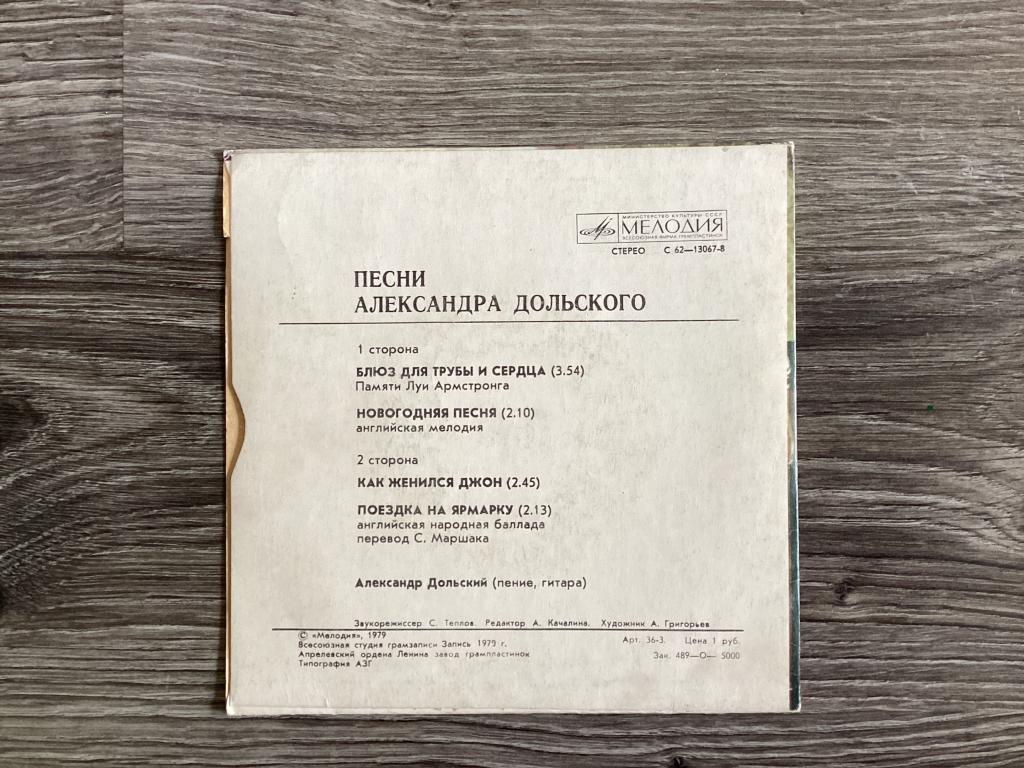 МИНИСТЕРСТВО КУЛЬТУРЫ СССР
МЕЛОДИЯ
ВСЕСОЮЗНАЯ ФИРМА ГРАМПЛАСТИНОК
СТЕРЕО С 62—13067-8
ПЕСНИ
АЛЕКСАНДРА ДОЛЬСКОГО
1 сторона
БЛЮЗ ДЛЯ ТРУБЫ И СЕРДЦА (3.54)
Памяти Луи Армстронга
НОВОГОДНЯЯ ПЕСНЯ (2.10)
английская мелодия
2 сторона
КАК ЖЕНИЛСЯ ДЖОН (2.45)
ПОЕЗДКА НА ЯРМАРКУ (2.13)
английская народная баллада
перевод С. Маршака
Александр Дольский (пение, гитара)
Звукорежиссер С. Теплов. Редактор А. Качалина. Художник А. Григорьев
© «Мелодия», 1979
Всесоюзная студия грамзаписи Запись 1979 г.
Апрелевский ордена Ленина завод грампластинок
Типография АЗГ
Арт. 36-3. Цена 1 руб.
Зак. 489—О— 5000